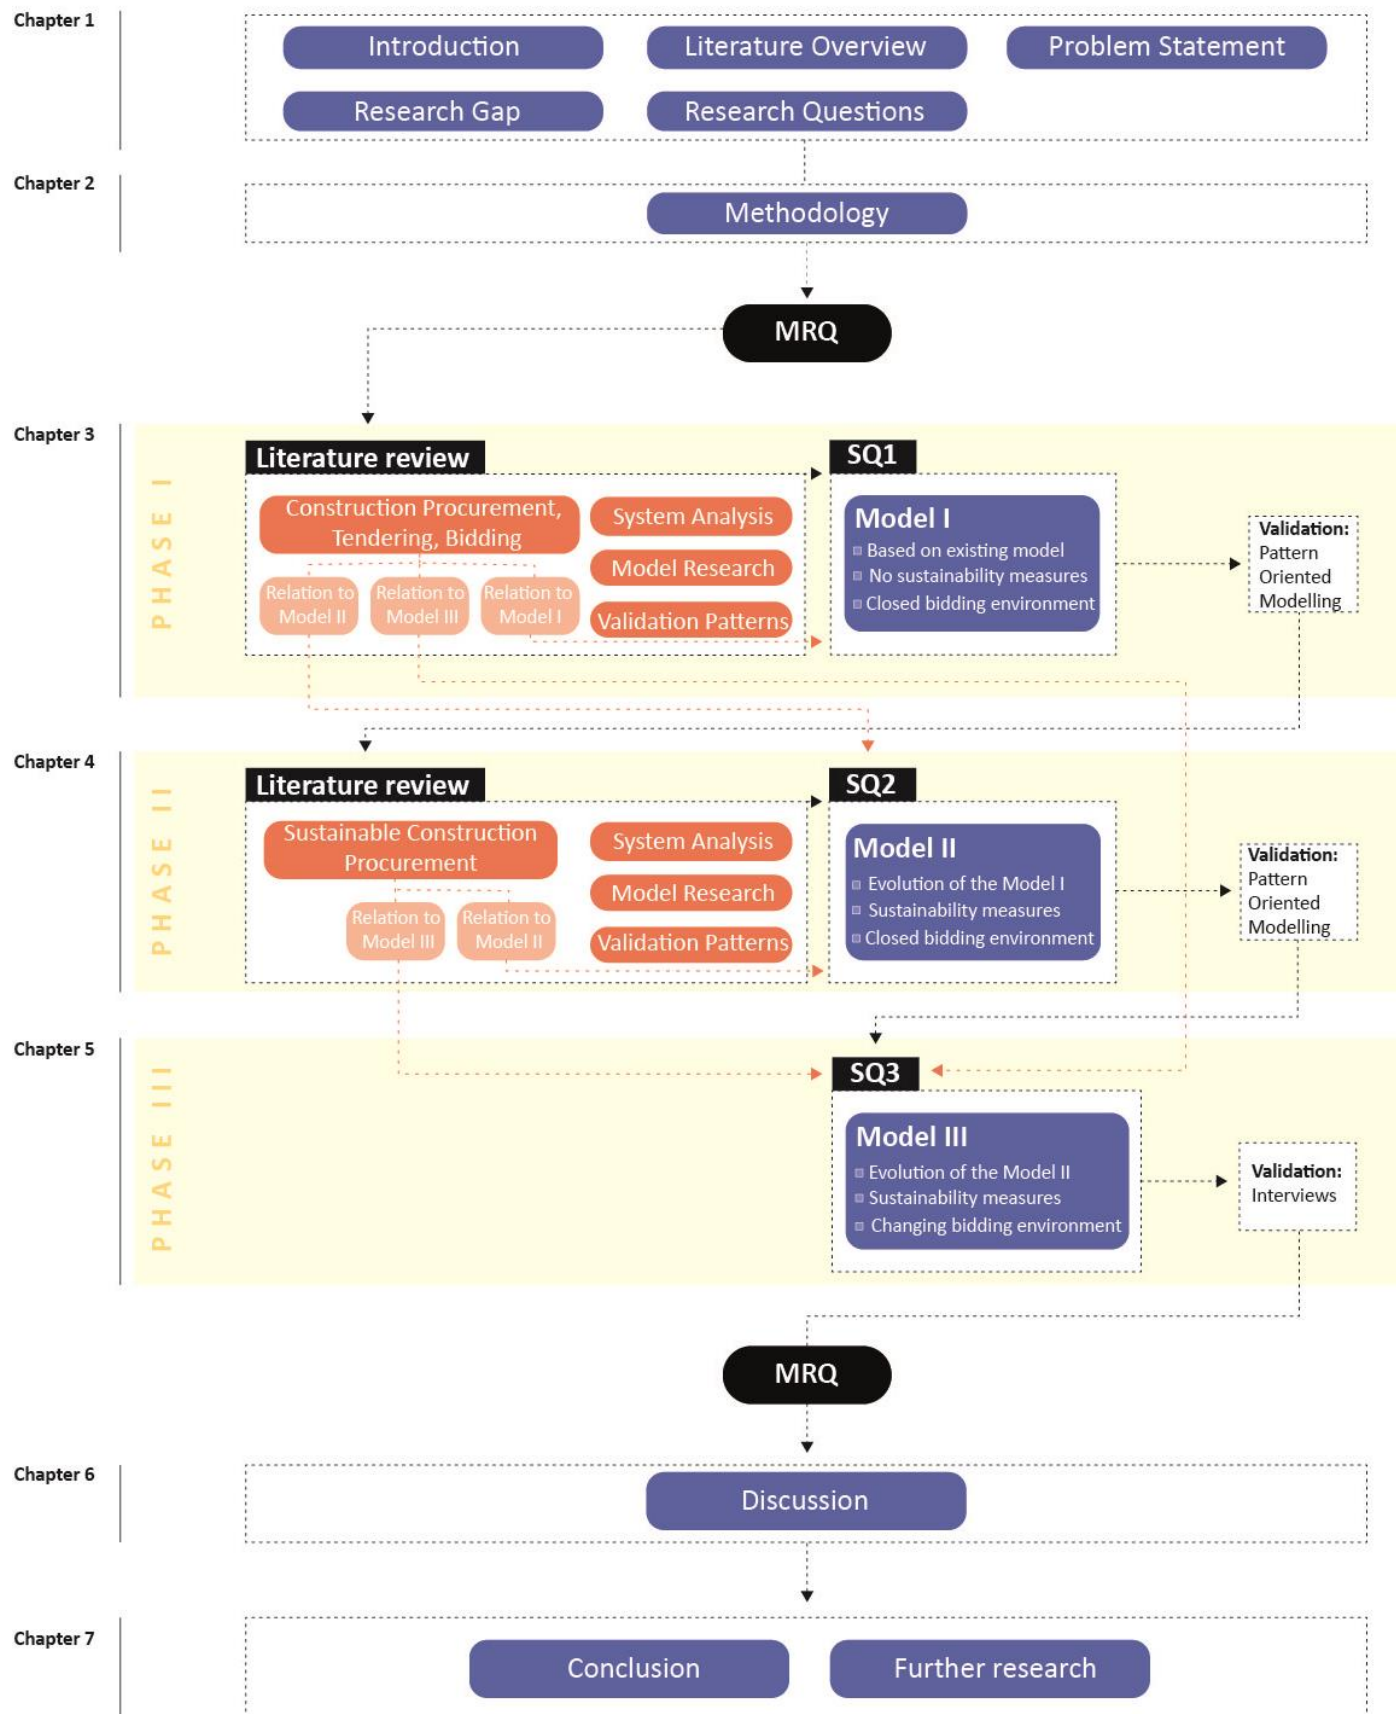 Chapter 1
Introduction
Literature Overview
Problem Statement
Research Gap
Research Questions
Chapter 2
Methodology
MRQ
Chapter 3
PHASE I
Literature review
Construction Procurement,
Tendering, Bidding
Relation to
Model II
Relation to
Model III
Relation to
Model I
System Analysis
Model Research
Validation Patterns
SQ1
Model I
Based on existing model
No sustainability measures
Closed bidding environment
Validation:
Pattern
Oriented
Modelling
Chapter 4
PHASE II
Literature review
Sustainable Construction
Procurement
Relation to
Model III
Relation to
Model II
System Analysis
Model Research
Validation Patterns
SQ2
Model II
Evolution of the Model I
Sustainability measures
Closed bidding environment
Validation:
Pattern
Oriented
Modelling
Chapter 5
PHASE III
SQ3
Model III
Evolution of the Model II
Sustainability measures
Changing bidding environment
Validation:
Interviews
MRQ
Chapter 6
Discussion
Chapter 7
Conclusion
Further research